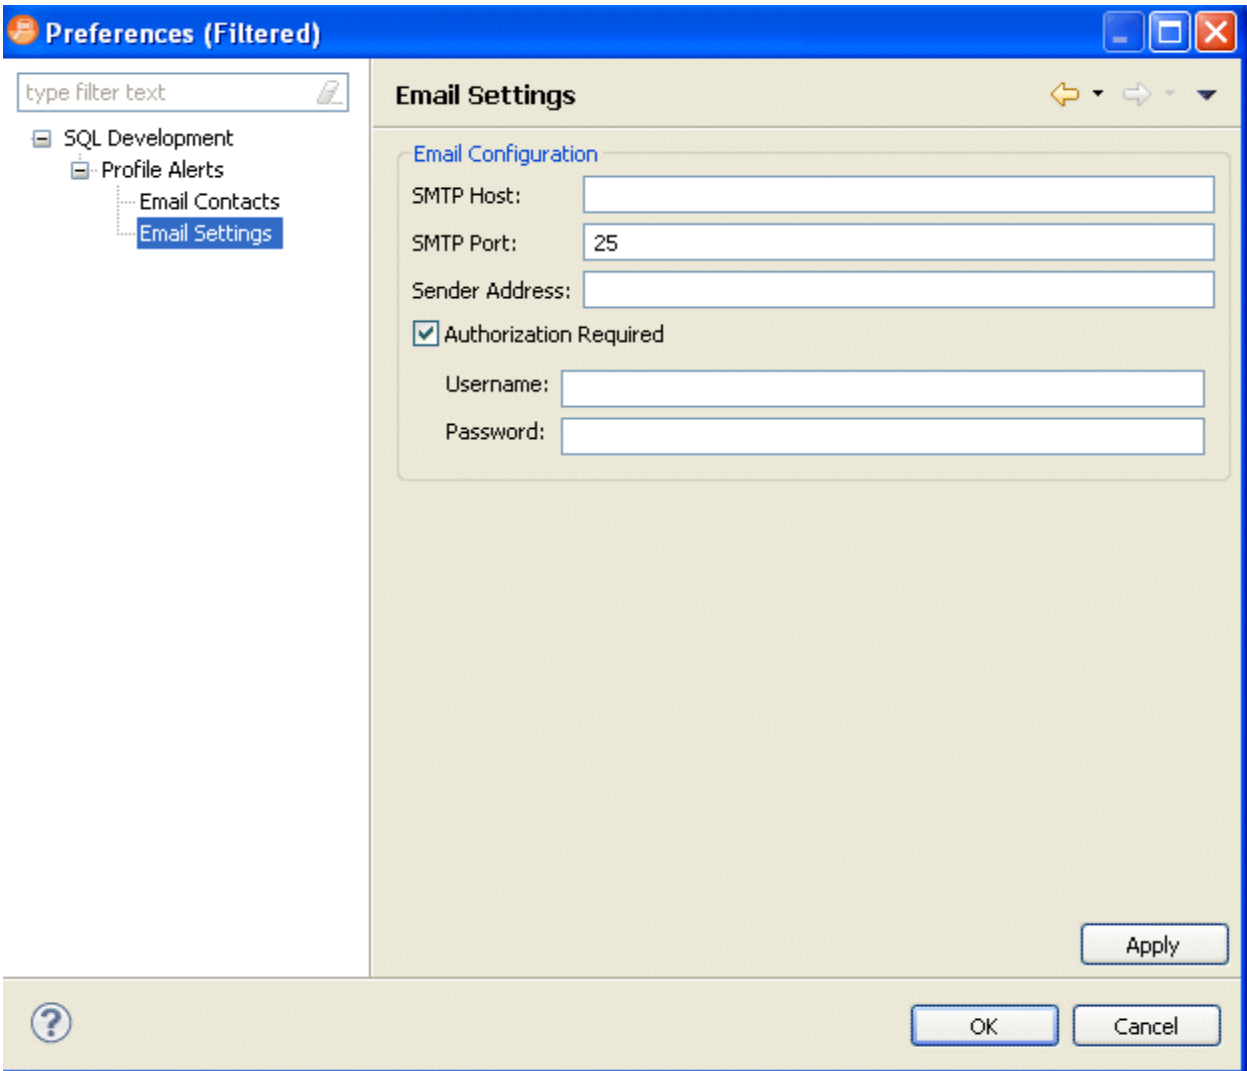 Preferences (Filtered)
type filter text
SQL Development
Profile Alerts
Email Contacts
Email Settings
Email Settings
Email Configuration
SMTP Host:
SMTP Port: 25
Sender Address:
Authorization Required
Username:
Password:
Apply
?
OK Cancel